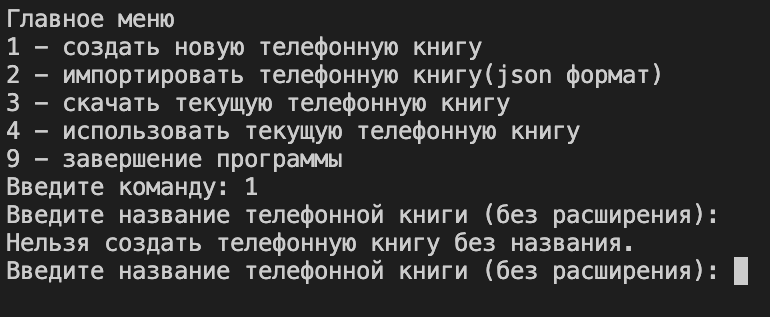 Главное меню
1 - создать новую телефонную книгу
2 - импортировать телефонную книгу(json формат)
3 - скачать текущую телефонную книгу
4 - использовать текущую телефонную книгу
9 - завершение программы
Введите команду: 1
Введите название телефонной книги (без расширения):
Нельзя создать телефонную книгу без названия.
Введите название телефонной книги (без расширения):